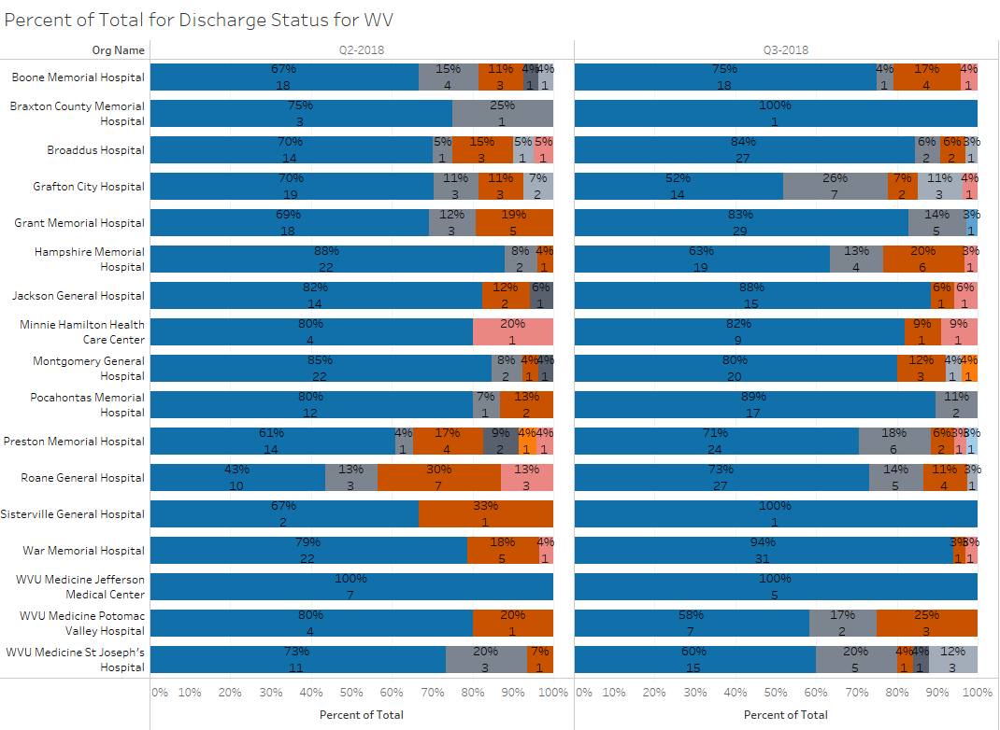 Percent of Total for Discharge Status for WV
Org Name Q2-2018 Q3-2018
Boone Memorial Hospital
67% 15% 11% 4% 4% 75% 4% 17% 4%
18 4 3 1 1 18 1 4 1
Braxton County Memorial
Hospital
75% 25% 100%
3 1 1
Broaddus Hospital
70% 5% 15% 5% 5% 84% 6% 6% 3%
14 1 3 1 1 27 2 2 1
Grafton City Hospital
70% 11% 11% 7% 52% 26% 7% 11% 4%
19 3 3 2 14 7 2 3 1
Grant Memorial Hospital
69% 12% 19% 83% 14% 3%
18 3 5 29 5 1
Hampshire Memorial
Hospital
88% 8% 4% 63% 13% 20% 3%
22 2 1 19 4 6 1
Jackson General Hospital
82% 12% 6% 88% 6% 6%
14 2 1 15 1 1
Minnie Hamilton Health
Care Center
80% 20% 82% 9% 9%
4 1 9 1 1
Montgomery General
Hospital
85% 8% 4% 4% 80% 12% 4% 4%
22 2 1 1 20 3 1 1
Pocahontas Memorial
Hospital
80% 7% 13% 89% 11%
12 1 2 17 2
Preston Memorial Hospital
61% 4% 17% 9% 4% 4% 71% 18% 6% 3% 3%
14 1 4 2 1 1 24 6 2 1 1
Roane General Hospital
43% 13% 30% 13% 73% 14% 11% 3%
10 3 7 3 27 5 4 1
Sisterville General Hospital
67% 33% 100%
2 1 1
War Memorial Hospital
79% 18% 4% 94% 3% 3%
22 5 1 31 1 1
WVU Medicine Jefferson
Medical Center
100% 100%
7 5
WVU Medicine Potomac
Valley Hospital
80% 20% 58% 17% 25%
4 1 7 2 3
WVU Medicine St Joseph's
Hospital
73% 20% 7% 60% 20% 4% 4% 12%
11 3 1 15 5 1 1 3
0% 10% 20% 30% 40% 50% 60% 70% 80% 90% 100% 0% 10% 20% 30% 40% 50% 60% 70% 80% 90% 100%
Percent of Total Percent of Total